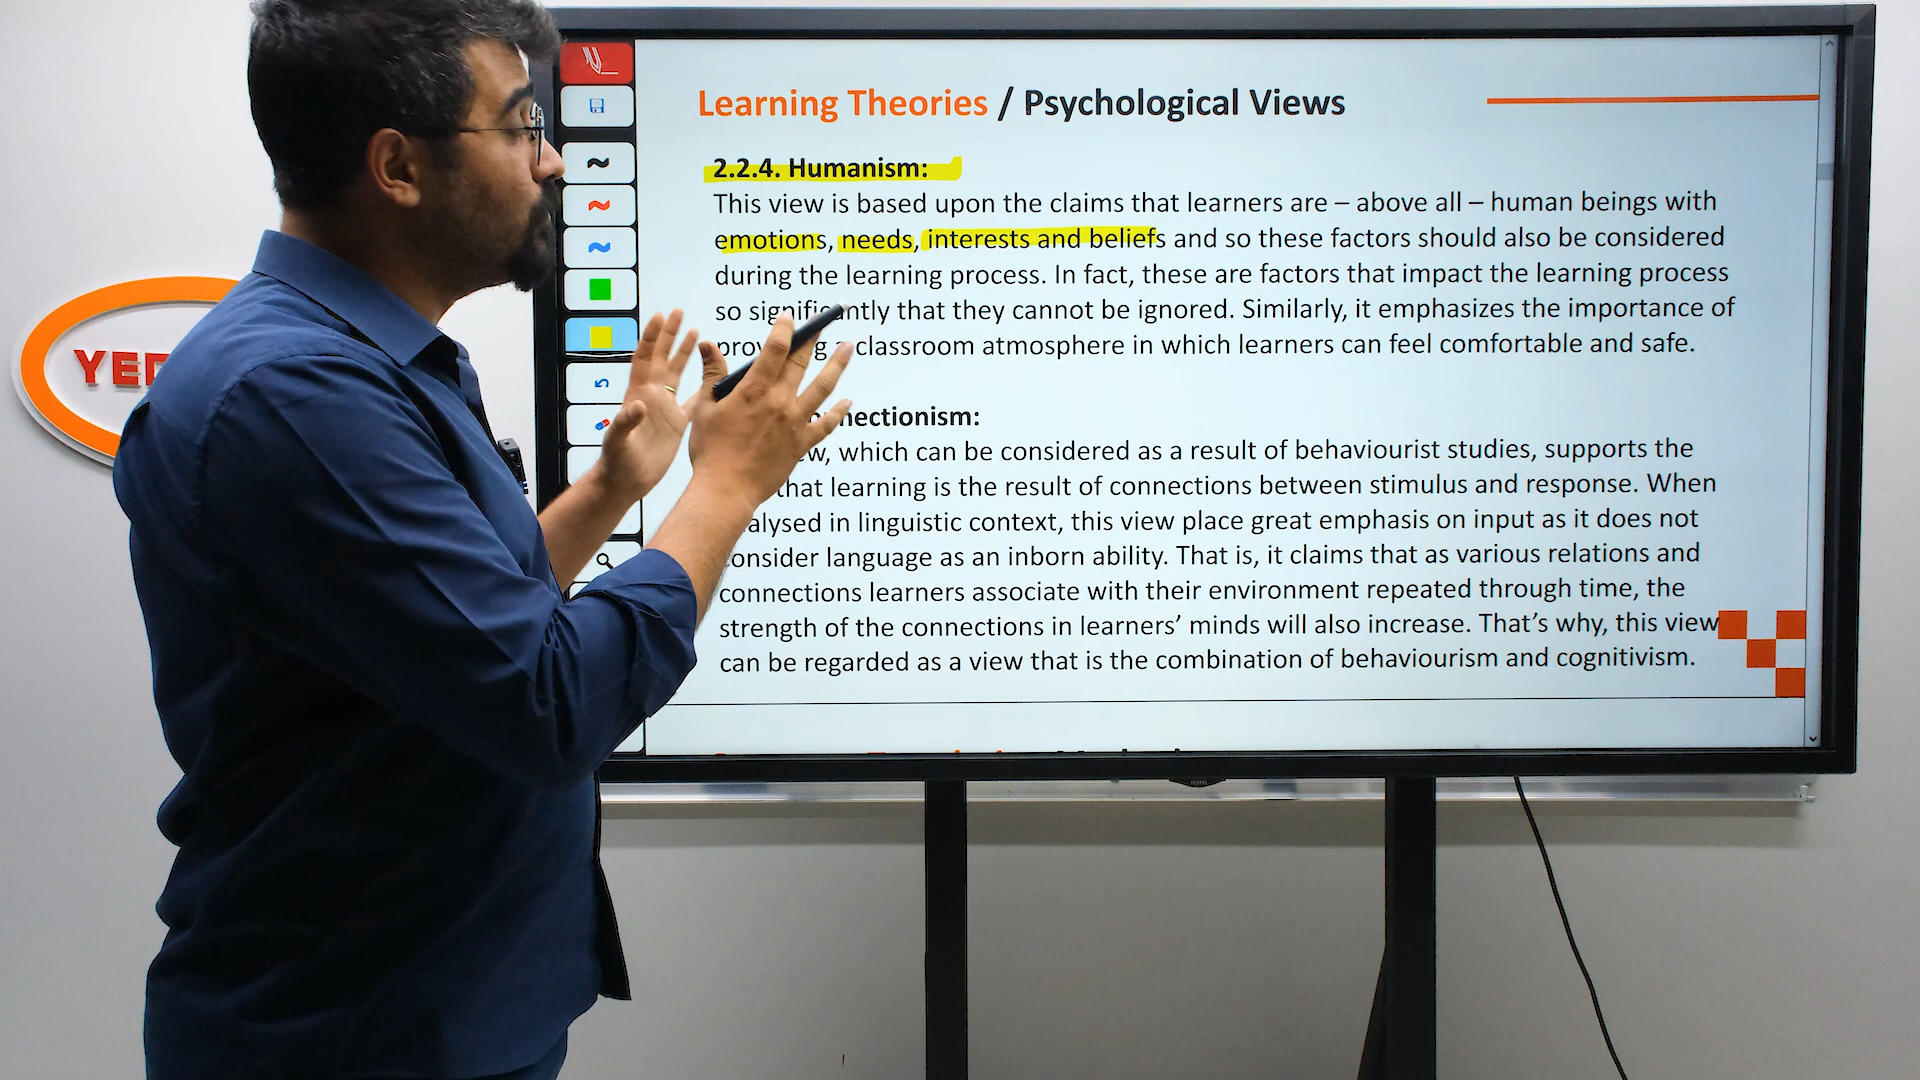 YED
Learning Theories / Psychological Views
2.2.4. Humanism:
This view is based upon the claims that learners are – above all – human beings with
emotions, needs, interests and beliefs and so these factors should also be considered
during the learning process. In fact, these are factors that impact the learning process
so significantly that they cannot be ignored. Similarly, it emphasizes the importance of
classroom atmosphere in which learners can feel comfortable and safe.
nectionism:
w, which can be considered as a result of behaviourist studies, supports the
that learning is the result of connections between stimulus and response. When
alysed in linguistic context, this view place great emphasis on input as it does not
consider language as an inborn ability. That is, it claims that as various relations and
connections learners associate with their environment repeated through time, the
strength of the connections in learners’ minds will also increase. That’s why, this view
can be regarded as a view that is the combination of behaviourism and cognitivism.